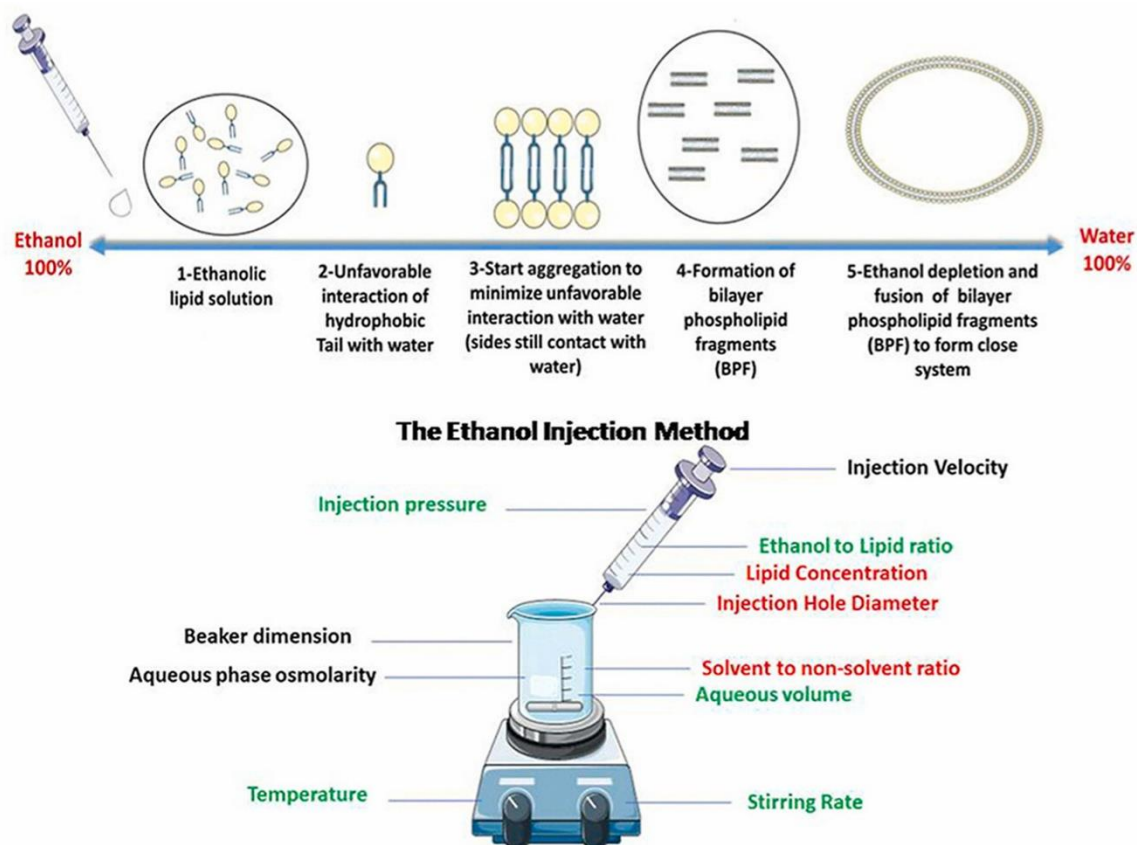 Ethanol
100%
Water
100%
1-Ethanolic
lipid solution
2-Unfavorable
interaction of
hydrophobic
Tail with water
3-Start aggregation to
minimize unfavorable
interaction with water
(sides still contact with
water)
4-Formation of
bilayer
phospholipid
fragments
(BPF)
5-Ethanol depletion and
fusion of bilayer
phospholipid fragments
(BPF) to form close
system
The Ethanol Injection Method
Injection Velocity
Injection pressure
Ethanol to Lipid ratio
Lipid Concentration
Injection Hole Diameter
Beaker dimension
Aqueous phase osmolarity
Solvent to non-solvent ratio
Aqueous volume
Temperature
Stirring Rate